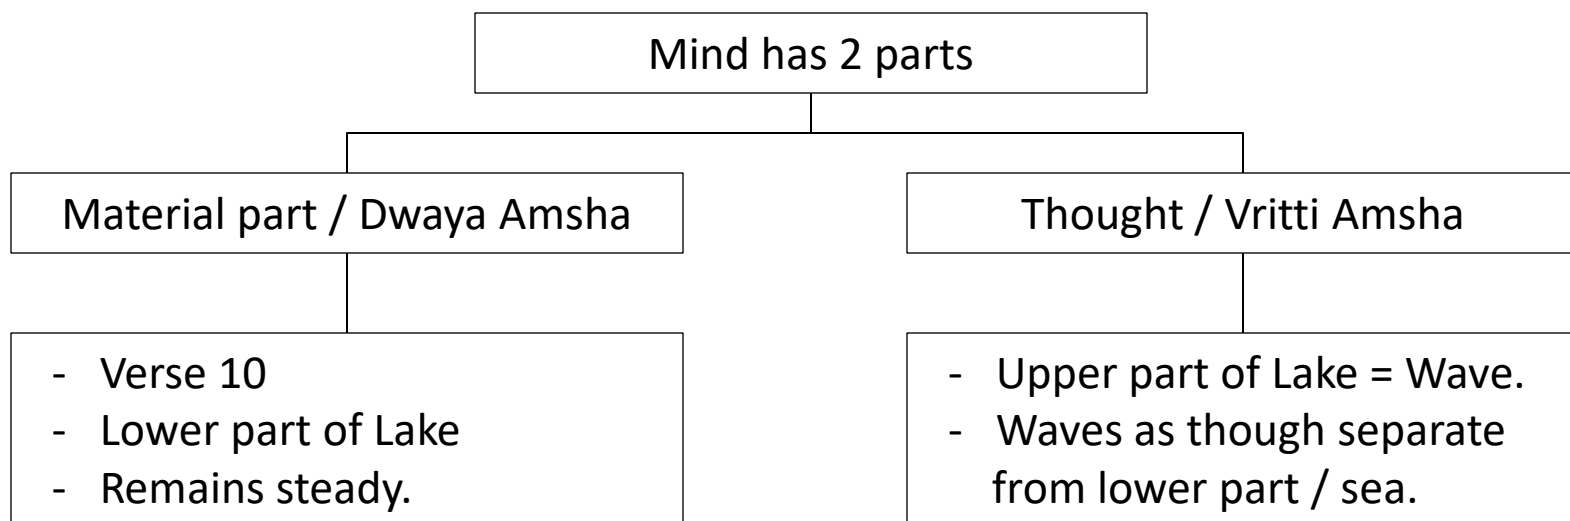 Mind has 2 parts
Material part / Dwaya Amsha
Thought / Vritti Amsha
- Verse 10
- Lower part of Lake
- Remains steady.
- Upper part of Lake = Wave.
- Waves as though separate
from lower part / sea.